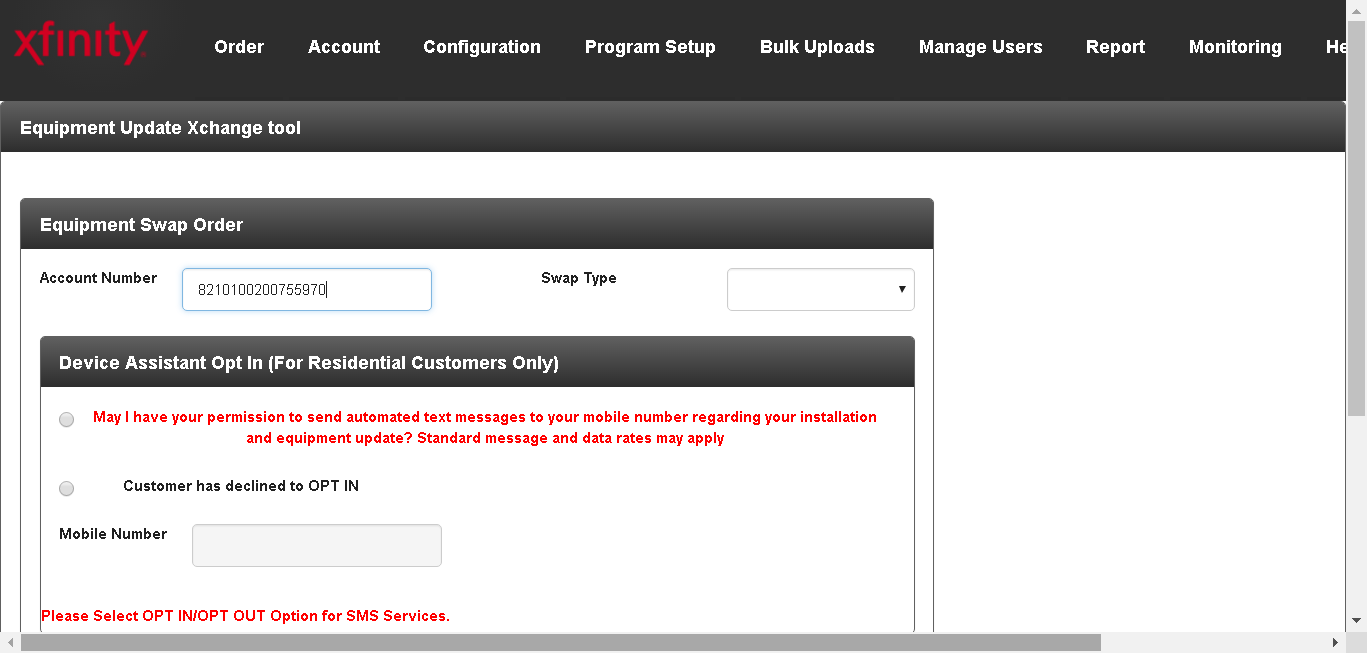 xfinity
Order Account Configuration Program Setup Bulk Uploads Manage Users Report Monitoring He
Equipment Update Xchange tool
Equipment Swap Order
Account Number 8210100200755970 Swap Type
Device Assistant Opt In (For Residential Customers Only)
May I have your permission to send automated text messages to your mobile number regarding your installation
and equipment update? Standard message and data rates may apply
Customer has declined to OPT IN
Mobile Number
Please Select OPT IN/OPT OUT Option for SMS Services.